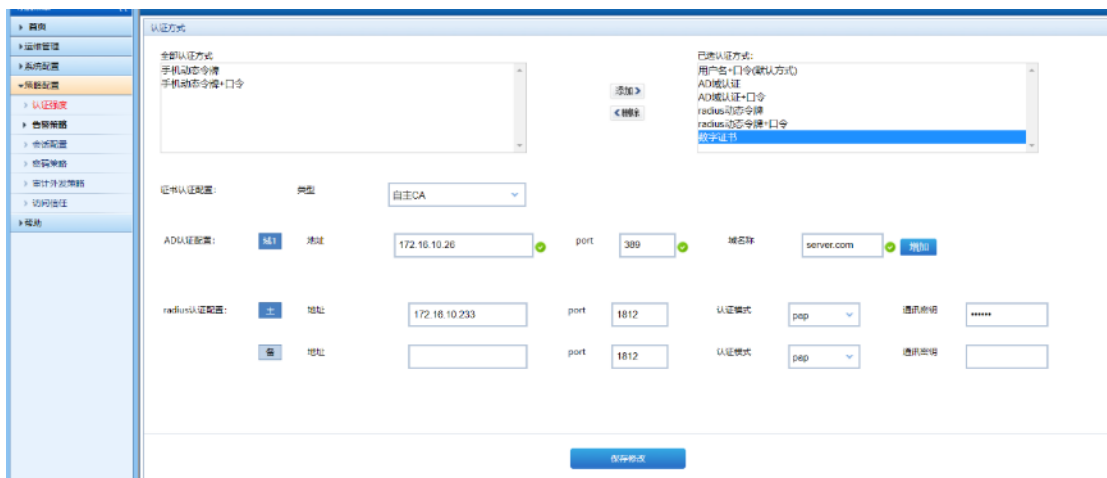 首页
运维管理
系统配置
策略配置
认证强度
告警策略
会话配置
密码策略
审计外发策略
访问信任
帮助
认证方式
全部认证方式
手机动态令牌
手机动态令牌+口令
添加
删除
已选认证方式:
用户名+口令(默认方式)
AD域认证
AD域认证+口令
radius动态令牌
radius动态令牌+口令
数字证书
证书认证配置: 类型 自主CA
AD认证配置: 域1 地址 172.16.10.26 port 389 域名称 server.com 增加
radius认证配置: 主 地址 172.16.10.233 port 1812 认证模式 pap 通讯密钥 ••••••
备 地址 port 1812 认证模式 pap 通讯密钥
保存修改